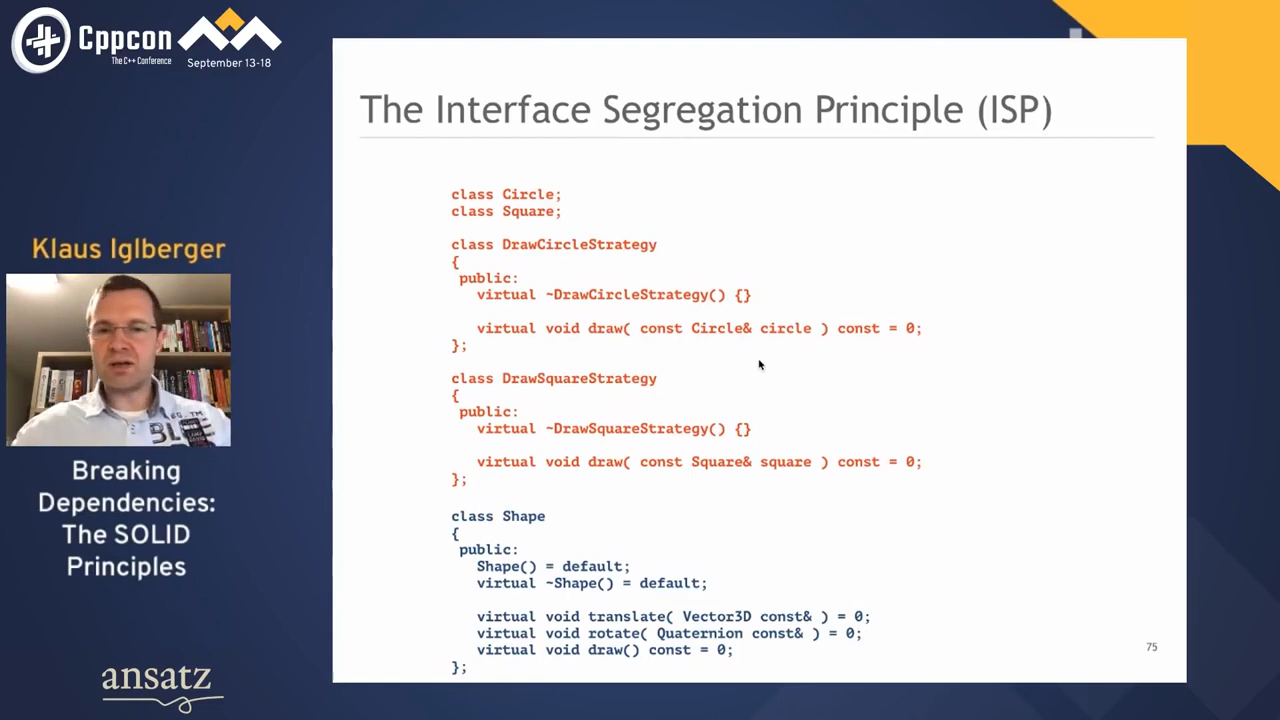 Cppcon
The C++ Conference
September 13-18
Klaus Iglberger
Breaking
Dependencies:
The SOLID
Principles
ansatz
The Interface Segregation Principle (ISP)
class Circle;
class Square;
class DrawCircleStrategy
{
public:
virtual ~DrawCircleStrategy() {}
virtual void draw( const Circle& circle ) const = 0;
};
class DrawSquareStrategy
{
public:
virtual ~DrawSquareStrategy() {}
virtual void draw( const Square& square ) const = 0;
};
class Shape
{
public:
Shape() = default;
virtual ~Shape() = default;
virtual void translate( Vector3D const& ) = 0;
virtual void rotate( Quaternion const& ) = 0;
virtual void draw() const = 0;
};
75